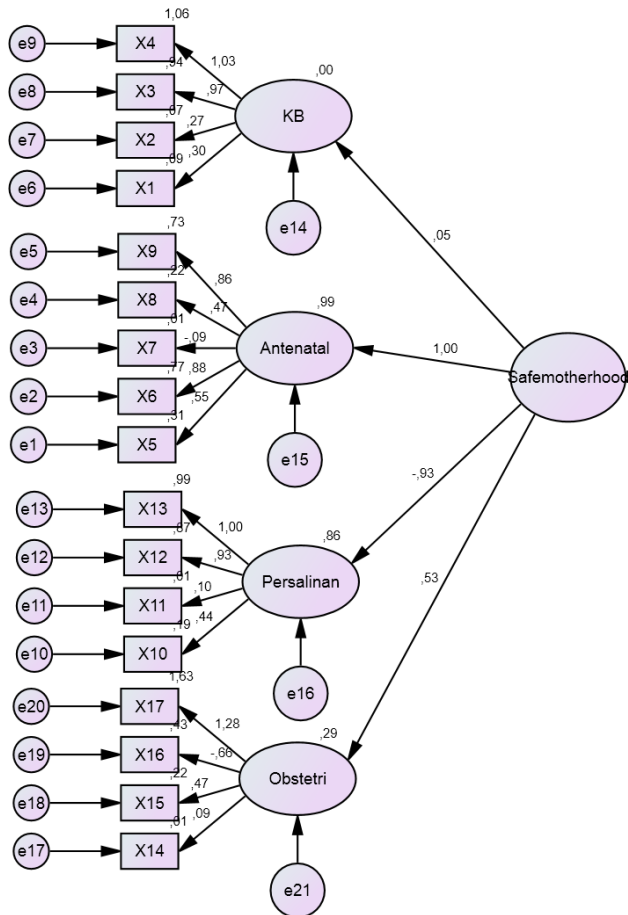 1,06
e9 X4
1,03
,00
,94
e8 X3
,97
KB
,07
e7 X2
,27
,09
,30
e6 X1
e14
,05
,73
e5 X9
,86
,22
e4 X8
,47
,99
,01
e3 X7
-,09
Antenatal
1,00
Safemotherhood
,77
,88
e2 X6
,55
,31
e1 X5
e15
-,93
,99
e13 X13
1,00
,86
,87
e12 X12
,93
Persalinan
,53
,01
e11 X11
,10
,19
,44
e10 X10
e16
1,63
e20 X17
1,28
,29
,43
e19 X16
-,66
Obstetri
,22
e18 X15
,47
,01
,09
e17 X14
e21